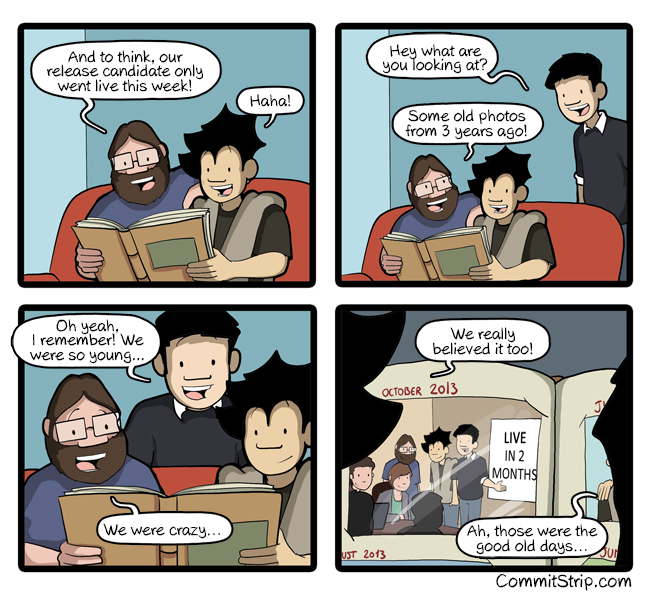 And to think, our
release candidate only
went live this week!
Haha!
Hey what are
you looking at?
Some old photos
from 3 years ago!
Oh yeah,
I remember! We
were so young...
We were crazy...
We really
believed it too!
OCTOBER 2013
LIVE
IN 2
MONTHS
UST 2013
Ah, those were the
good old days...
CommitStrip.com